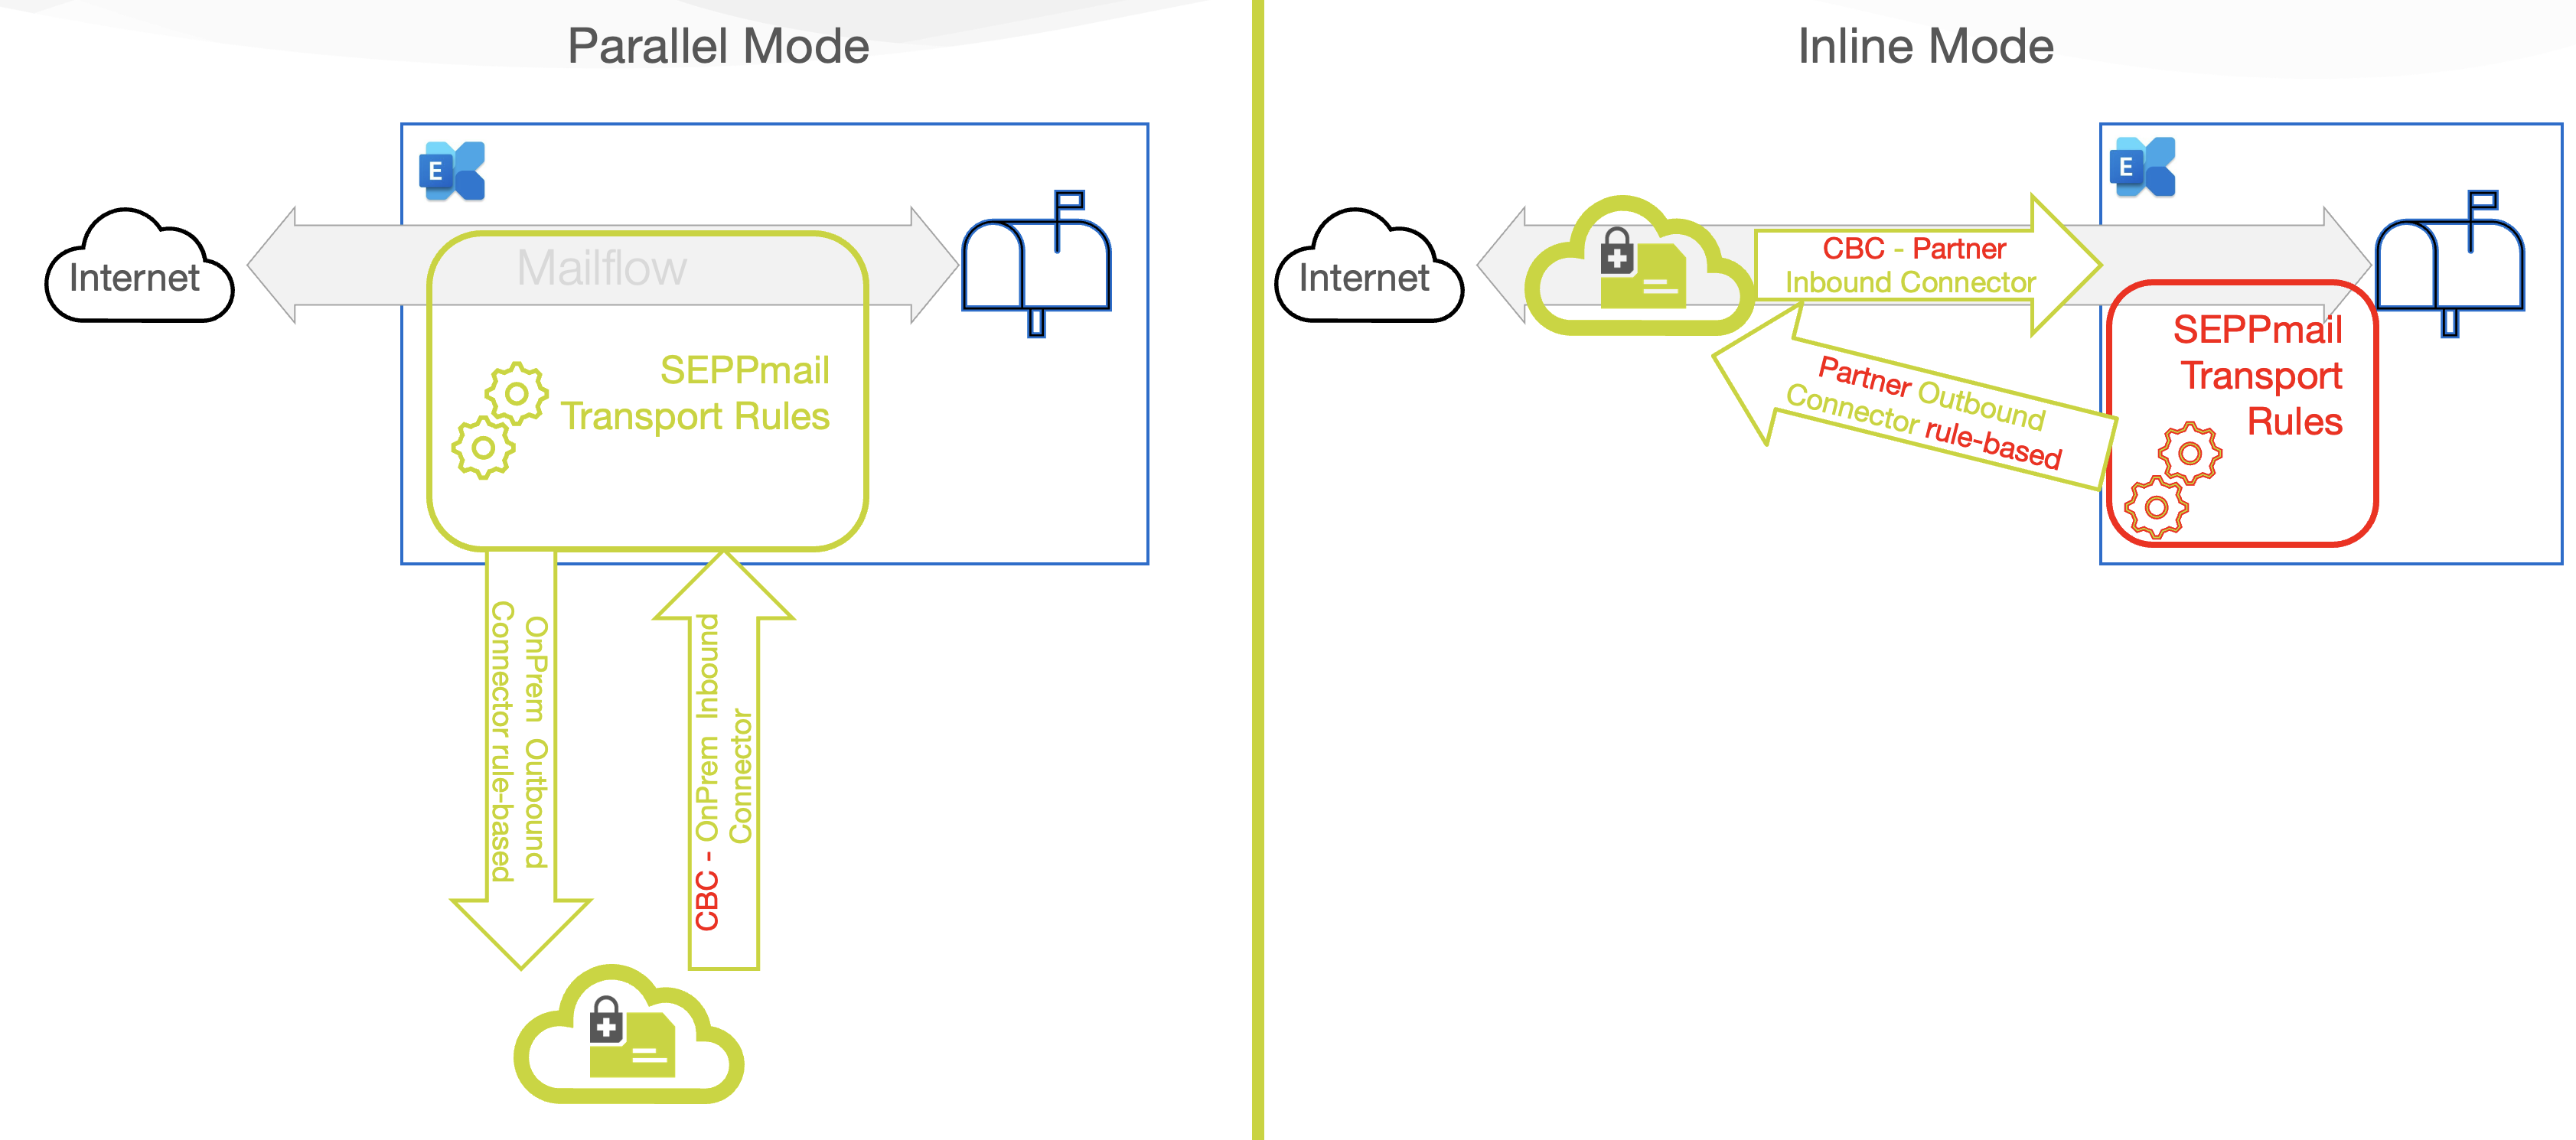 Parallel Mode
E
Internet
Mailflow
SEPPmail
Transport Rules
OnPrem Outbound
Connector rule-based
CBC - OnPrem Inbound
Connector
Inline Mode
E
Internet
CBC - Partner
Inbound Connector
Partner Outbound
Connector rule-based
SEPPmail
Transport
Rules